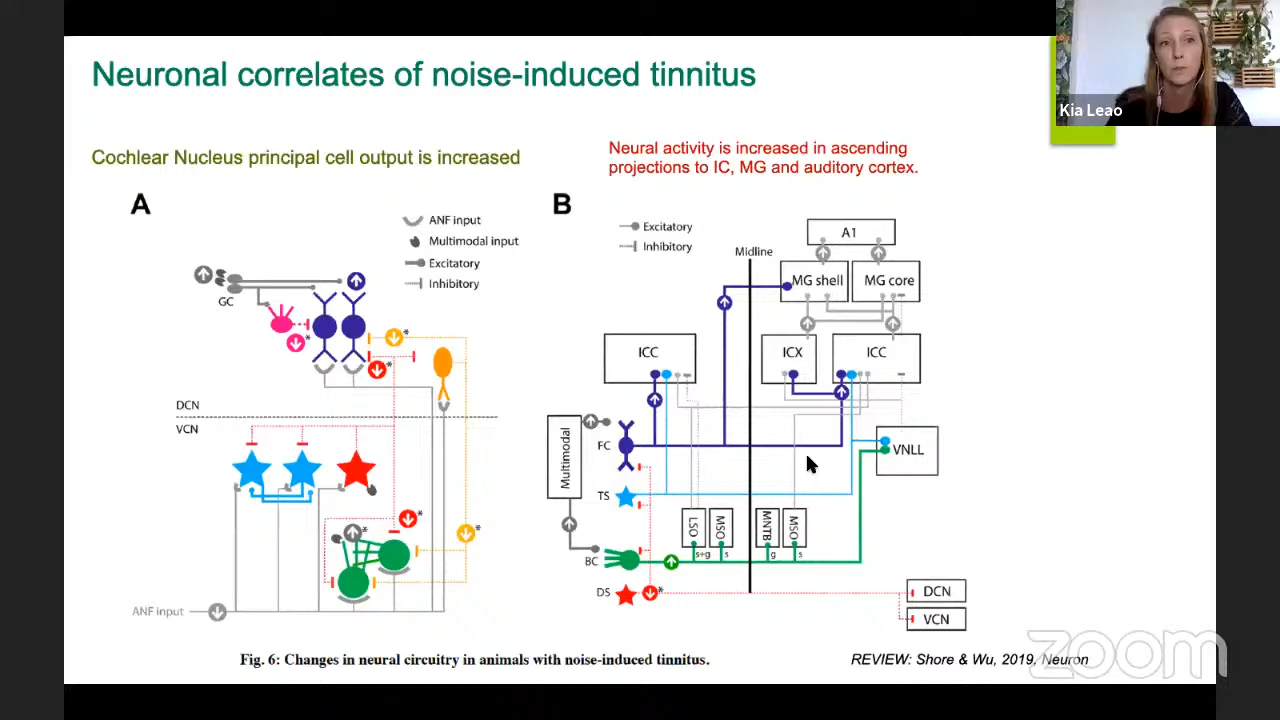 Kia Leao
Neuronal correlates of noise-induced tinnitus
Cochlear Nucleus principal cell output is increased
Neural activity is increased in ascending
projections to IC, MG and auditory cortex.
A
ANF input
Multimodal input
Excitatory
Inhibitory
GC
*
*
DCN
VCN
*
*
*
ANF input
B
Excitatory
Inhibitory
Midline
A1
MG shell
MG core
ICC
ICX
ICC
Multimodal
FC
VNLL
TS
LSO
MSO
MNTB
MSO
s+g
s
g
s
BC
DS
*
DCN
VCN
Fig. 6: Changes in neural circuitry in animals with noise-induced tinnitus.
REVIEW: Shore & Wu, 2019, Neuron
zoom